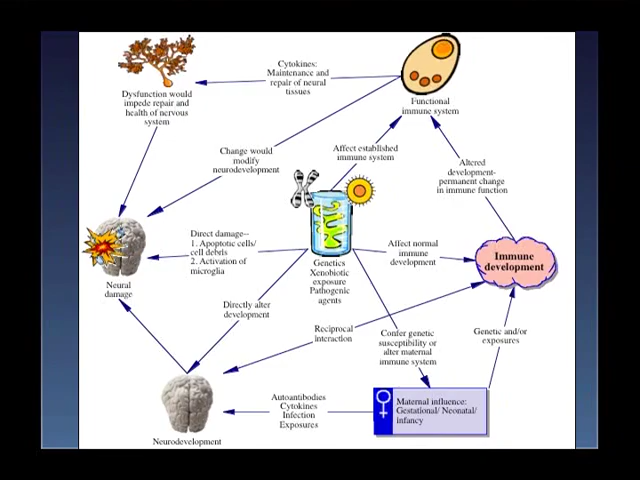 Cytokines:
Maintenance and
repair of neural
tissues
Dysfunction would
impede repair and
health of nervous
system
Functional
immune system
Change would
modify
neurodevelopment
Affect established
immune system
Altered
development-
permanent change
in immune function
Direct damage--
1. Apoptotic cells/
cell debris
2. Activation of
microglia
Genetics
Xenobiotic
exposure
Pathogenic
agents
Affect normal
immune
development
Immune
development
Neural
damage
Directly alter
development
Reciprocal
interaction
Confer genetic
susceptibility or
alter maternal
immune system
Genetic and/or
exposures
Autoantibodies
Cytokines
Infection
Exposures
Maternal influence:
Gestational/ Neonatal/
infancy
Neurodevelopment